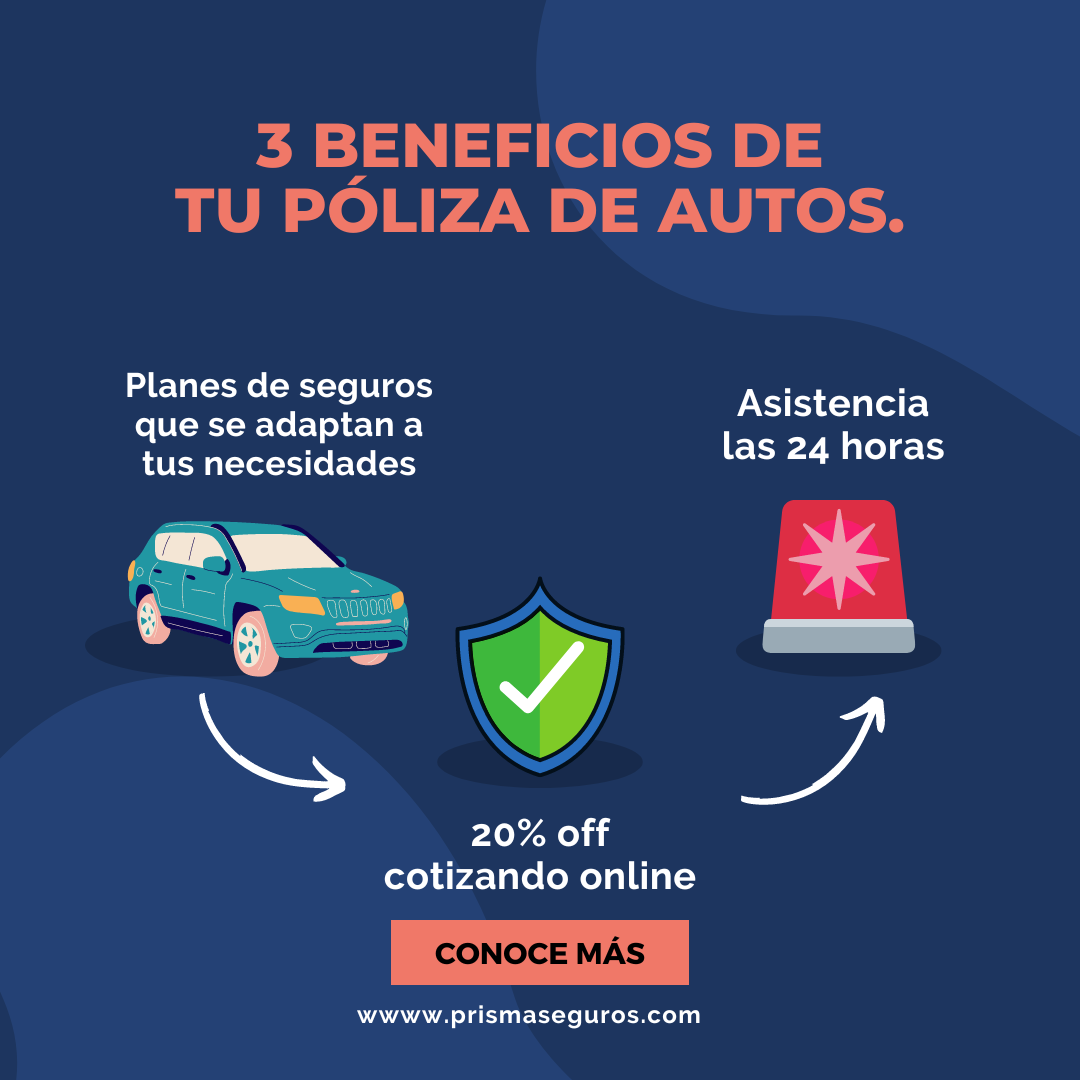 3 BENEFICIOS DE
TU PÓLIZA DE AUTOS.
Planes de seguros
que se adaptan a
tus necesidades
Asistencia
las 24 horas
20% off
cotizando online
CONOCE MÁS
wwww.prismaseguros.com